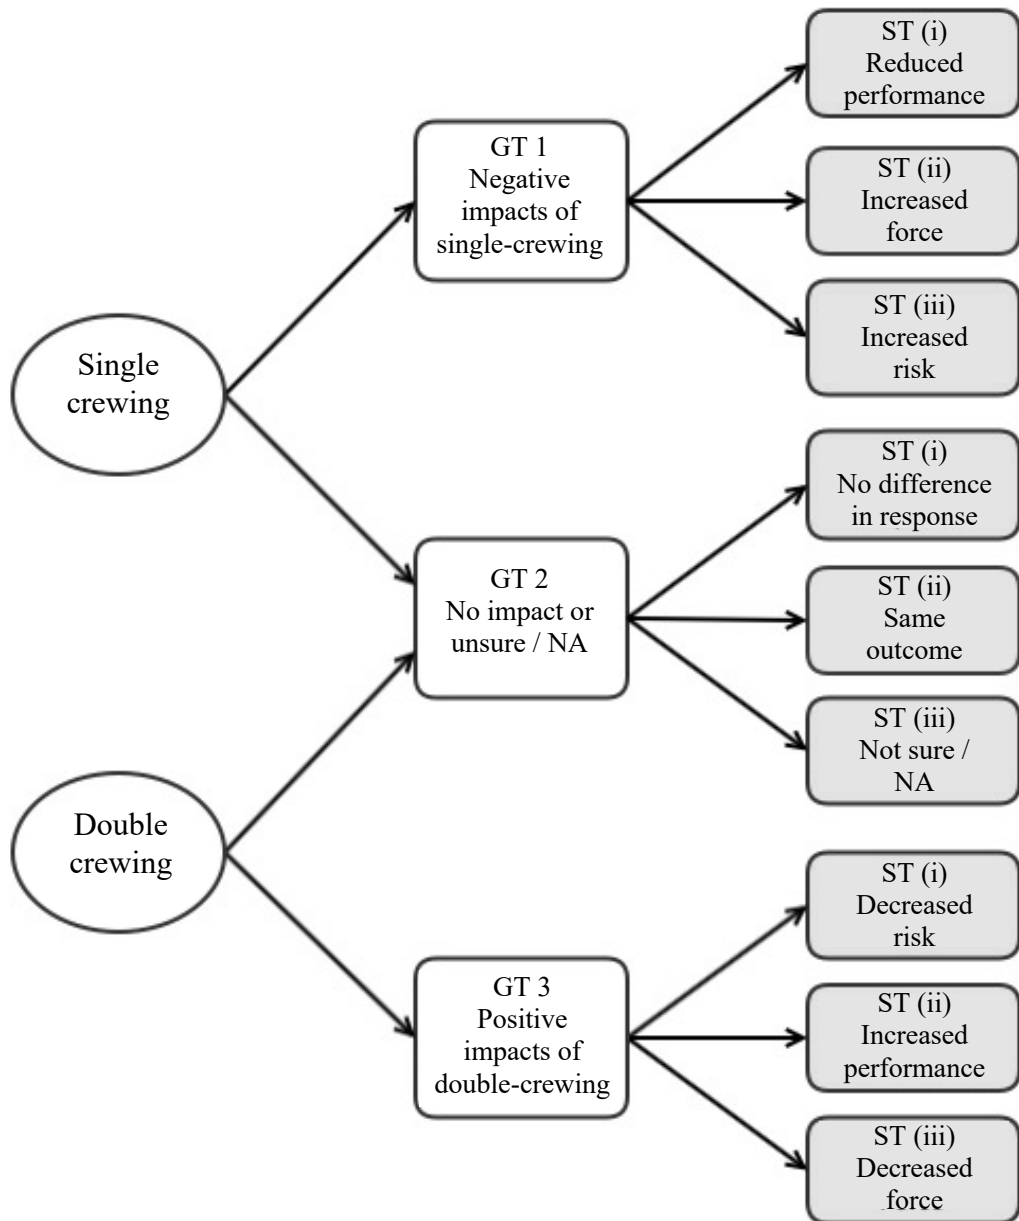 Single
crewing
Double
crewing
GT 1
Negative
impacts of
single-crewing
GT 2
No impact or
unsure / NA
GT 3
Positive
impacts of
double-crewing
ST (i)
Reduced
performance
ST (ii)
Increased
force
ST (iii)
Increased
risk
ST (i)
No difference
in response
ST (ii)
Same
outcome
ST (iii)
Not sure /
NA
ST (i)
Decreased
risk
ST (ii)
Increased
performance
ST (iii)
Decreased
force